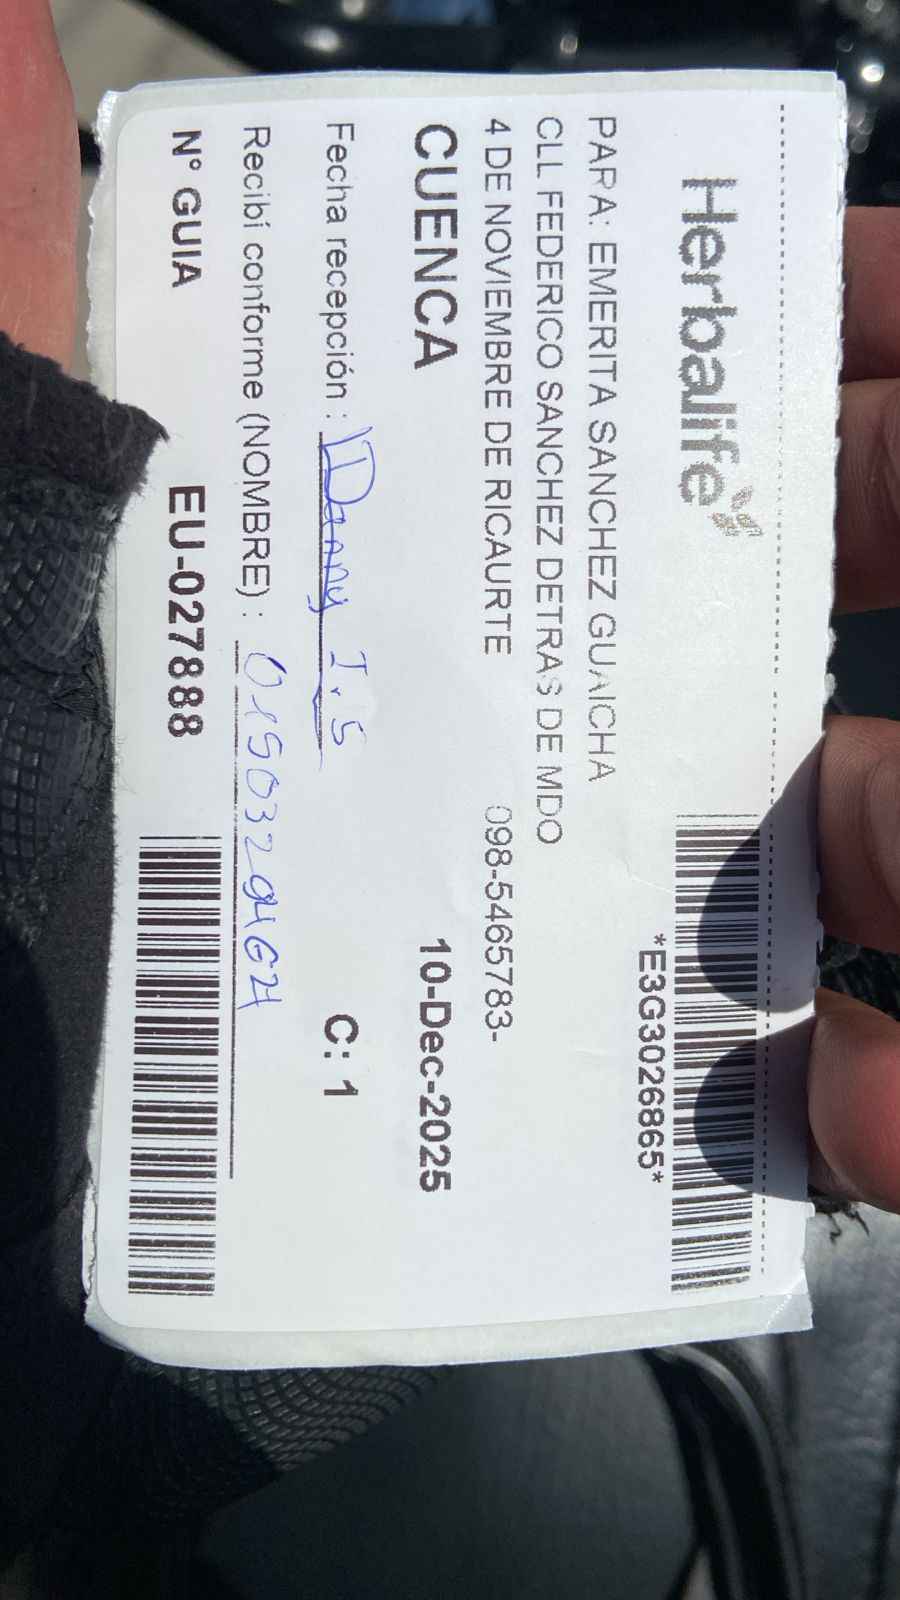 Herbalife
*E3G3026865*
PARA: EMERITA SANCHEZ GUAICHA
CLL FEDERICO SANCHEZ DETRAS DE MDO
4 DE NOVIEMBRE DE RICAURTE 098-5465783-
CUENCA 10-Dec-2025
Fecha recepción : Danny I.S C: 1
Recibí conforme (NOMBRE) :
N° GUIA EU-027888